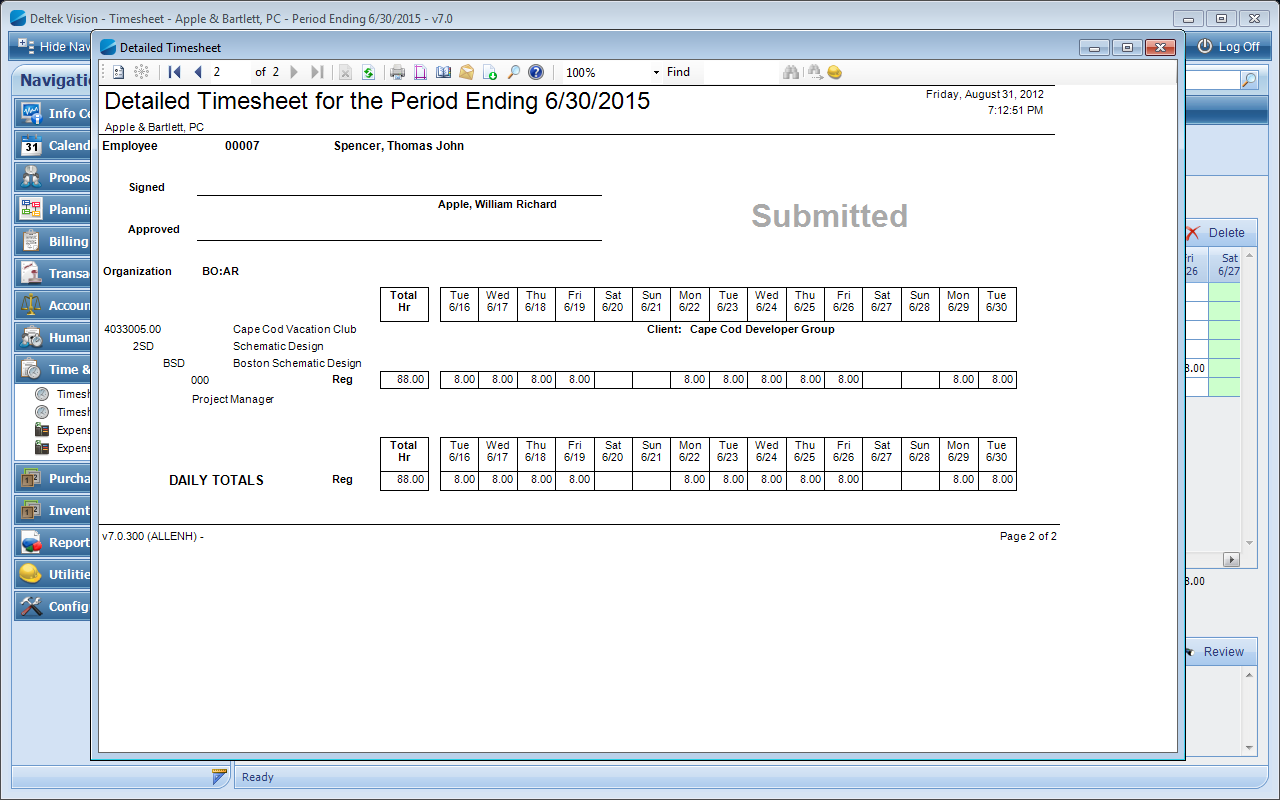 Deltek Vision - Timesheet - Apple & Bartlett, PC - Period Ending 6/30/2015 - v7.0
Hide Nav
Log Off
Detailed Timesheet
2 of 2 100% Find
Navigati
Info Co
31 Calend
Propos
Planni
Billing
Transa
Accoun
Human
Time &
Timesh
Timesh
Expens
Expens
Purcha
Invent
Report
Utilitie
Config
Detailed Timesheet for the Period Ending 6/30/2015
Friday, August 31, 2012
7:12:51 PM
Apple & Bartlett, PC
Employee 00007 Spencer, Thomas John
Signed
Apple, William Richard
Submitted
Approved
Organization BO:AR
Total Tue Wed Thu Fri Sat Sun Mon Tue Wed Thu Fri Sat Sun Mon Tue
Hr 6/16 6/17 6/18 6/19 6/20 6/21 6/22 6/23 6/24 6/25 6/26 6/27 6/28 6/29 6/30
4033005.00 Cape Cod Vacation Club Client: Cape Cod Developer Group
2SD Schematic Design
BSD Boston Schematic Design
000 Reg 88.00 8.00 8.00 8.00 8.00 8.00 8.00 8.00 8.00 8.00 8.00 8.00
Project Manager
Total Tue Wed Thu Fri Sat Sun Mon Tue Wed Thu Fri Sat Sun Mon Tue
Hr 6/16 6/17 6/18 6/19 6/20 6/21 6/22 6/23 6/24 6/25 6/26 6/27 6/28 6/29 6/30
DAILY TOTALS Reg 88.00 8.00 8.00 8.00 8.00 8.00 8.00 8.00 8.00 8.00 8.00 8.00
v7.0.300 (ALLENH) - Page 2 of 2
Delete
ri Sat
26 6/27
8.00
8.00
Review
Ready